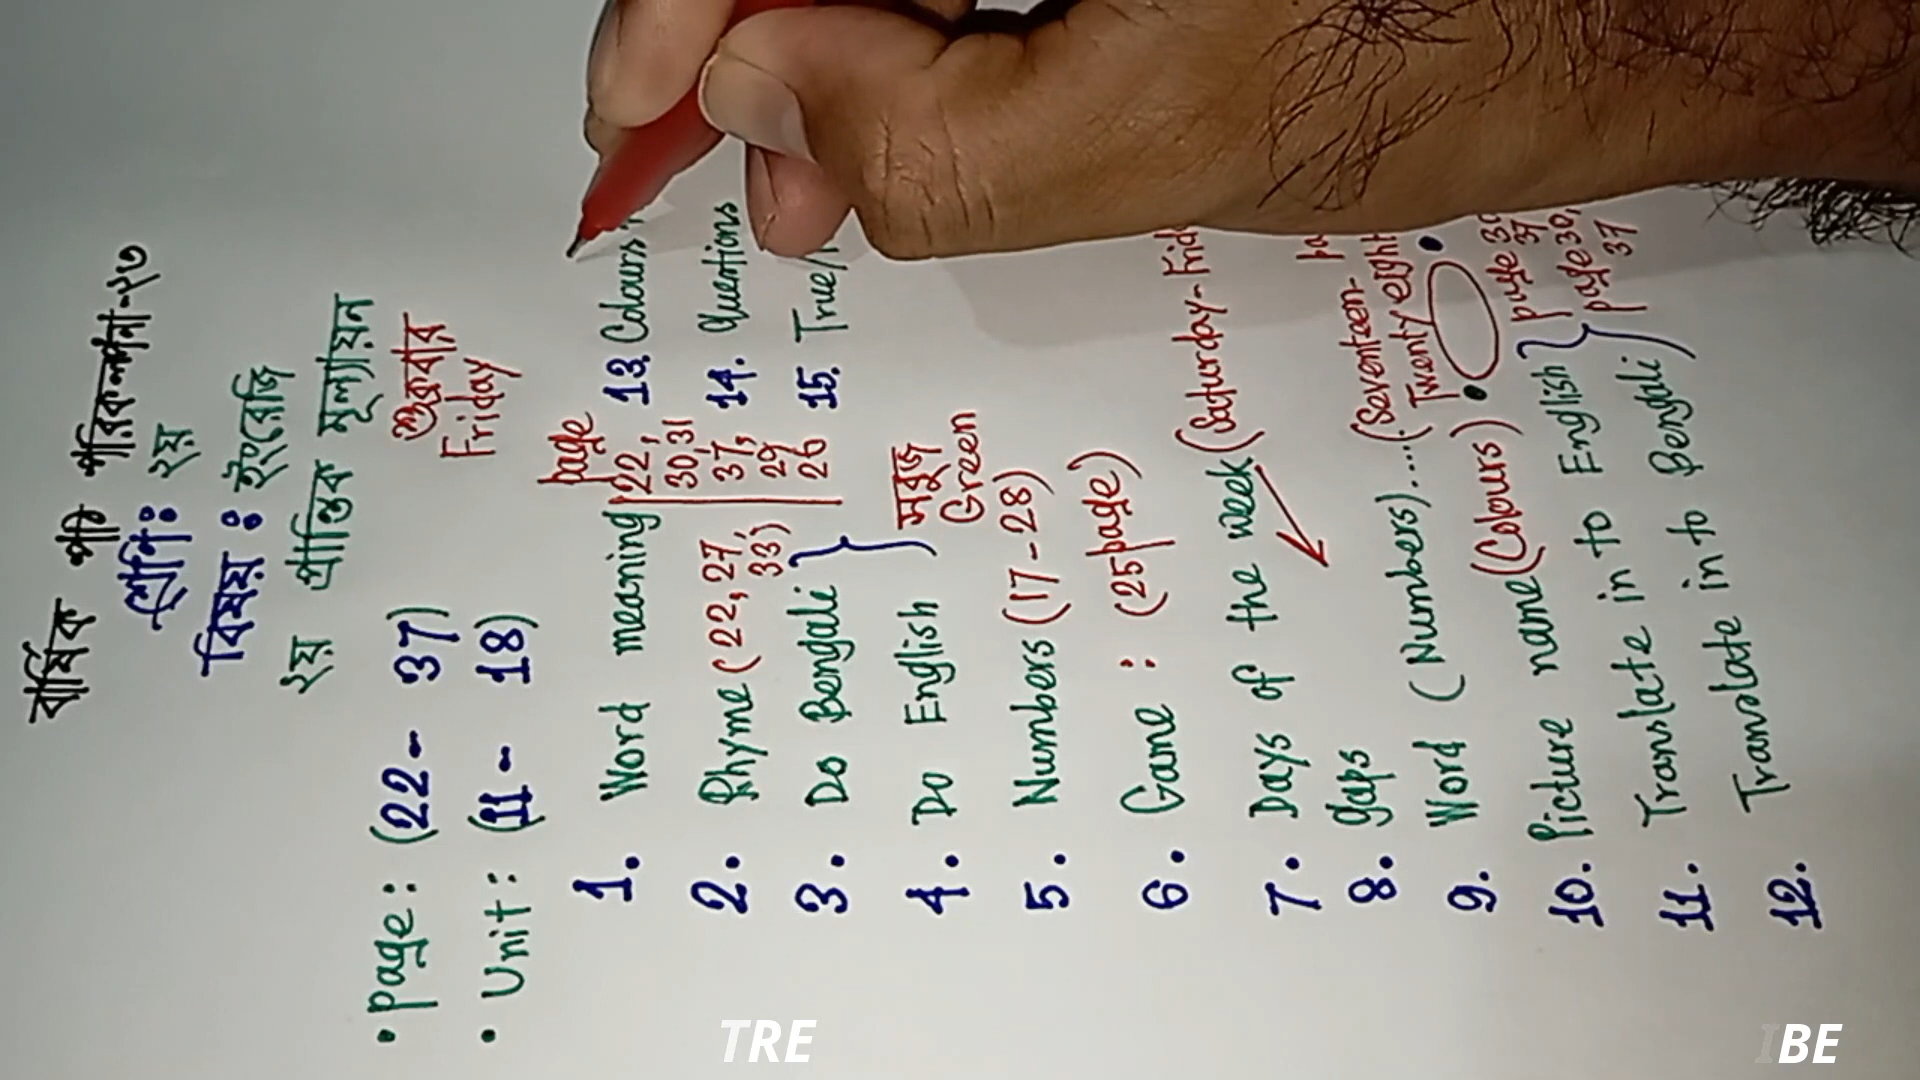 বার্ষিক পাঠ পরিকল্পনা-২৩
শ্রেণি: ২য়
বিষয় : ইংরেজি
২য় প্রান্তিক মূল্যায়ন
• page: (22 - 37)
শুক্রবার
Friday
• Unit: (11 - 18)
page
1. Word meaning 22, 30,31 37, 29 26
2. Rhyme (22, 27, 33)
3. Do Bengali
4. Do English
সবুজ
Green
5. Numbers (17-28)
6. Game : (25 page)
7. Days of the week (Saturday-
8. gaps
9. Word (Numbers)....(Seventeen-
Twenty eight
10. Picture name (Colours)
11. Translate in to English page 30, 37
12. Translate in to Bengali page 30, 37
13. Colours
14. Questions
15. True/
TRE
BE